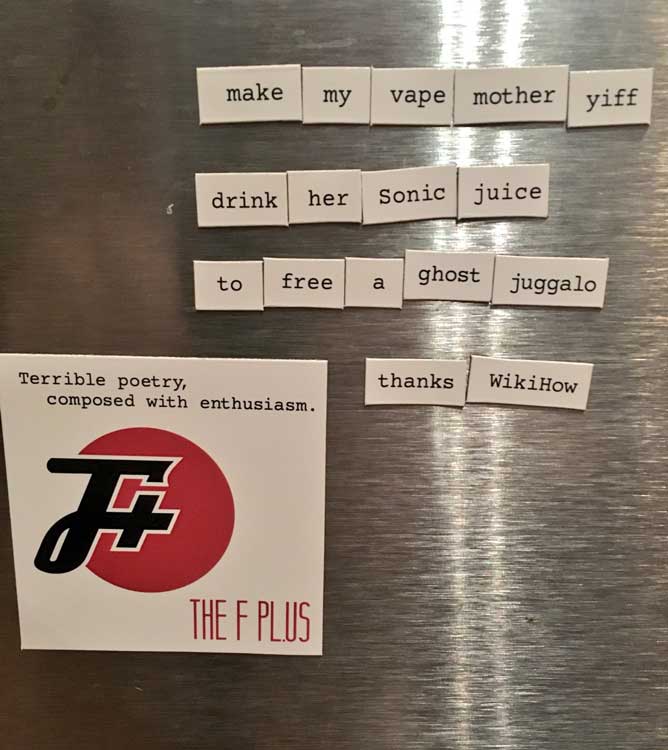 make my vape mother yiff
drink her Sonic juice
to free a ghost juggalo
thanks WikiHow
Terrible poetry,
composed with enthusiasm.
F+
THE F PLUS